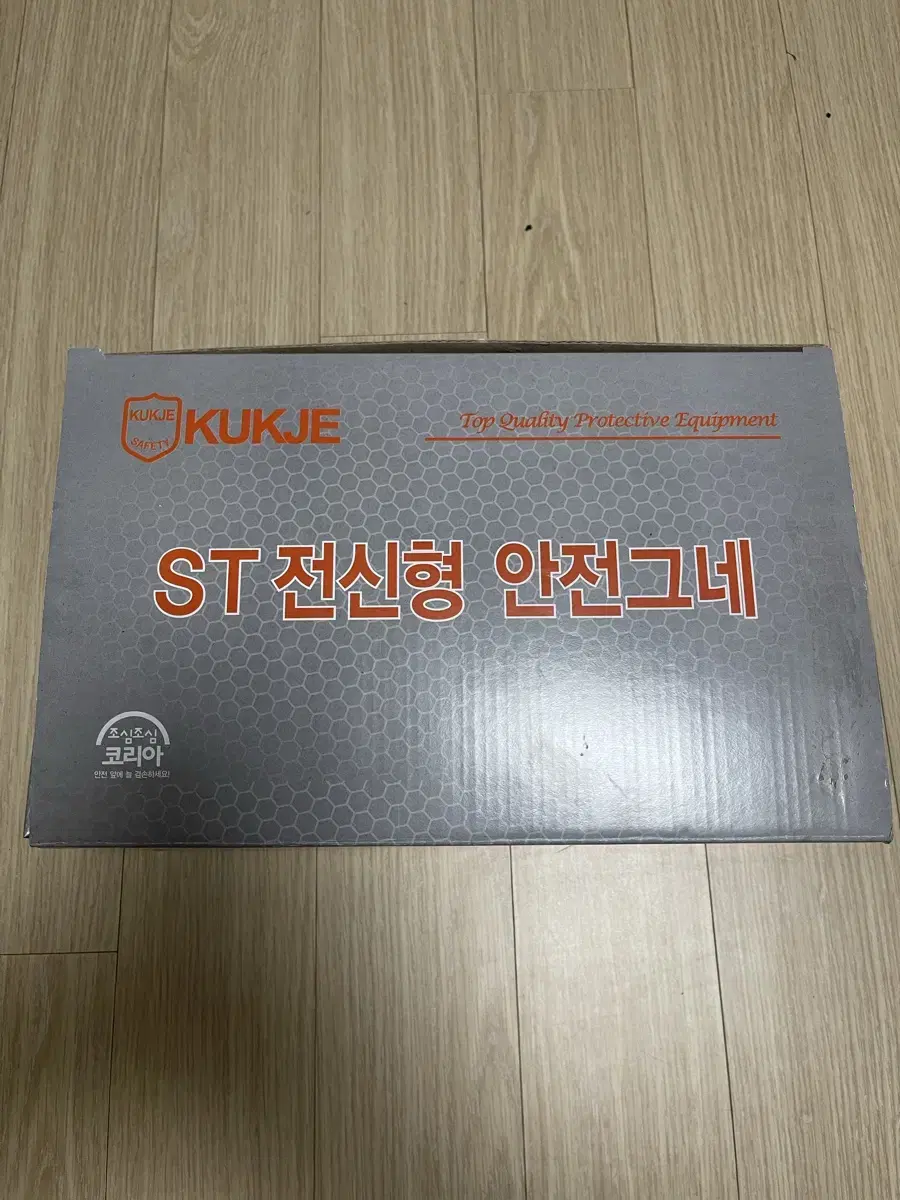 KUKJE
SAFETY
KUKJE
Top Quality Protective Equipment
ST 전신형 안전그네
조심조심
코리아
안전 앞에 늘 겸손하세요!